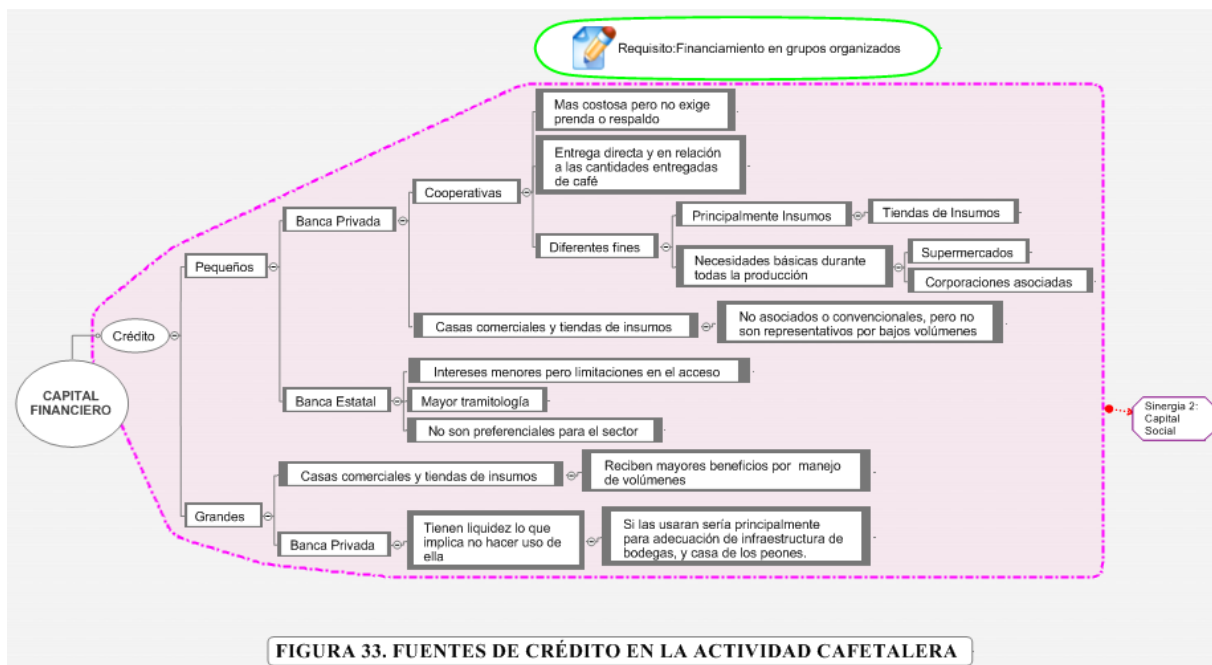 Requisito:Financiamiento en grupos organizados
Mas costosa pero no exige
prenda o respaldo
Entrega directa y en relación
a las cantidades entregadas
de café
Cooperativas
Principalmente Insumos
Tiendas de Insumos
Banca Privada
Diferentes fines
Necesidades básicas durante
todas la producción
Supermercados
Corporaciones asociadas
Pequeños
Casas comerciales y tiendas de insumos
No asociados o convencionales, pero no
son representativos por bajos volúmenes
Crédito
Intereses menores pero limitaciones en el acceso
CAPITAL
FINANCIERO
Banca Estatal
Mayor tramitología
No son preferenciales para el sector
Sinergia 2:
Capital
Social
Casas comerciales y tiendas de insumos
Reciben mayores beneficios por manejo
de volúmenes
Grandes
Banca Privada
Tienen liquidez lo que
implica no hacer uso de
ella
Si las usaran sería principalmente
para adecuación de infraestructura de
bodegas, y casa de los peones.
FIGURA 33. FUENTES DE CRÉDITO EN LA ACTIVIDAD CAFETALERA